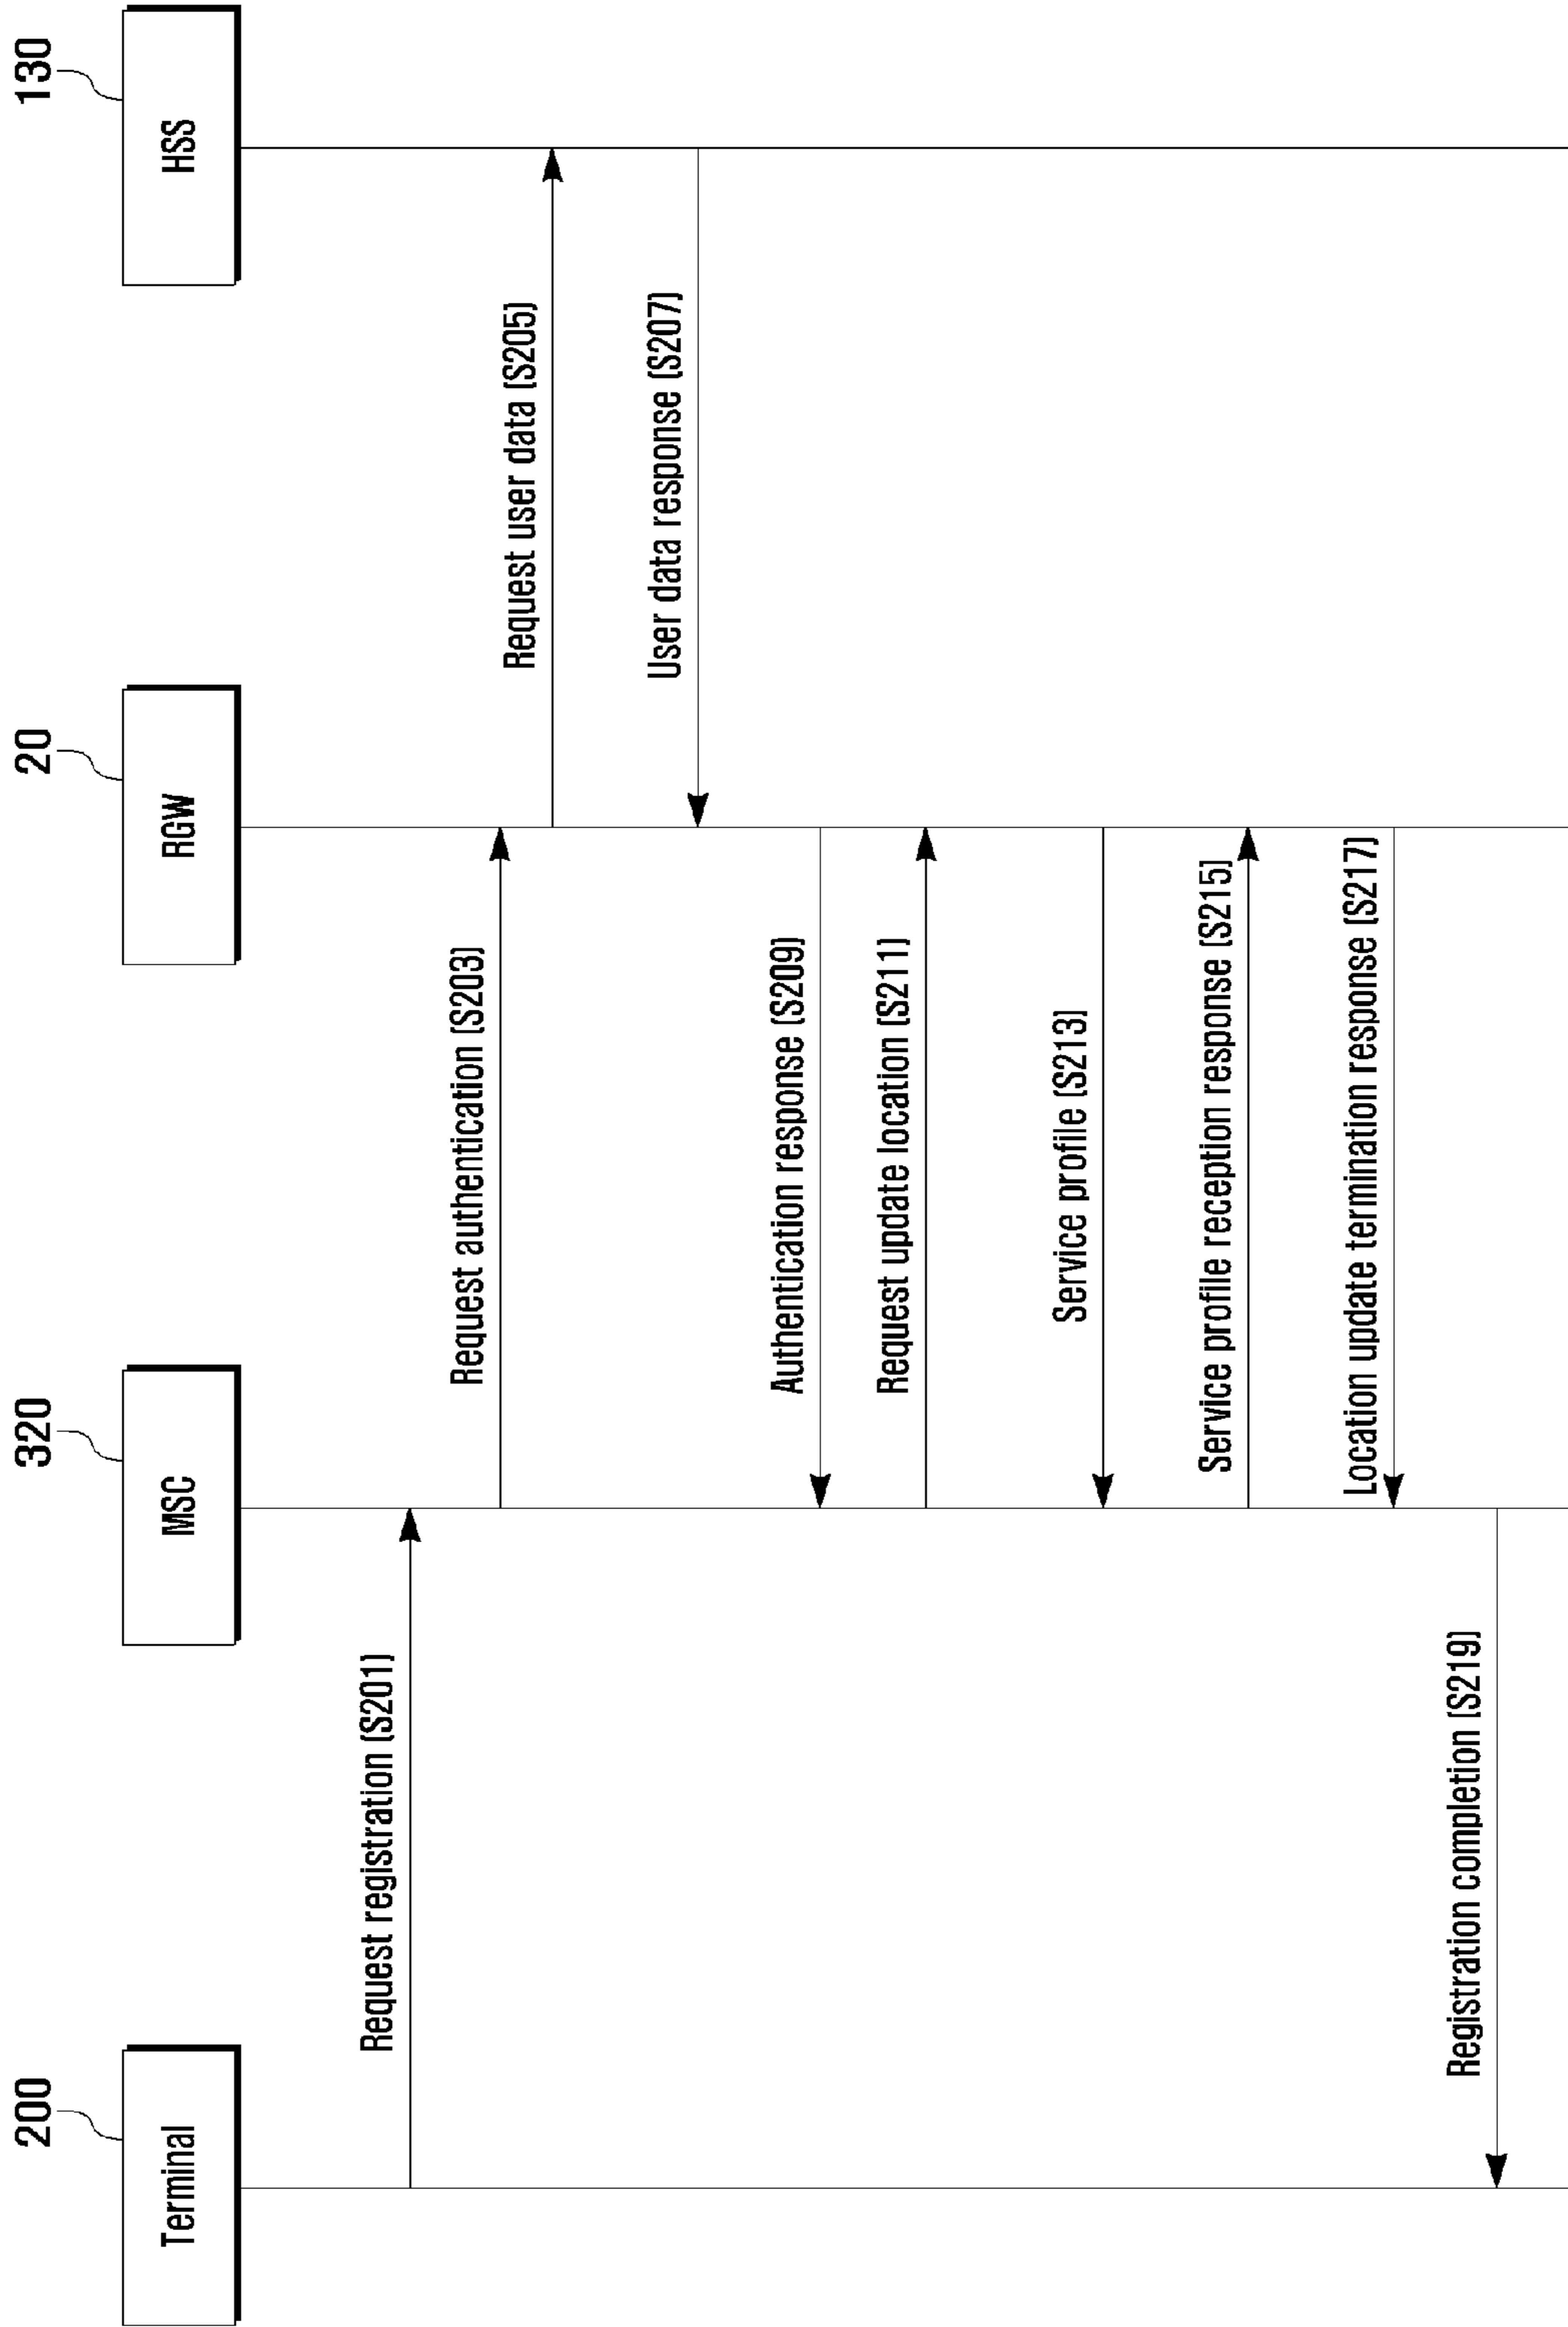 200
320
20
130
Terminal
MSC
RGW
HSS
Request registration (S201)
Request authentication (S203)
Request user data (S205)
User data response (S207)
Authentication response (S209)
Request update location (S211)
Service profile (S213)
Service profile reception response (S215)
Location update termination response (S217)
Registration completion (S219)